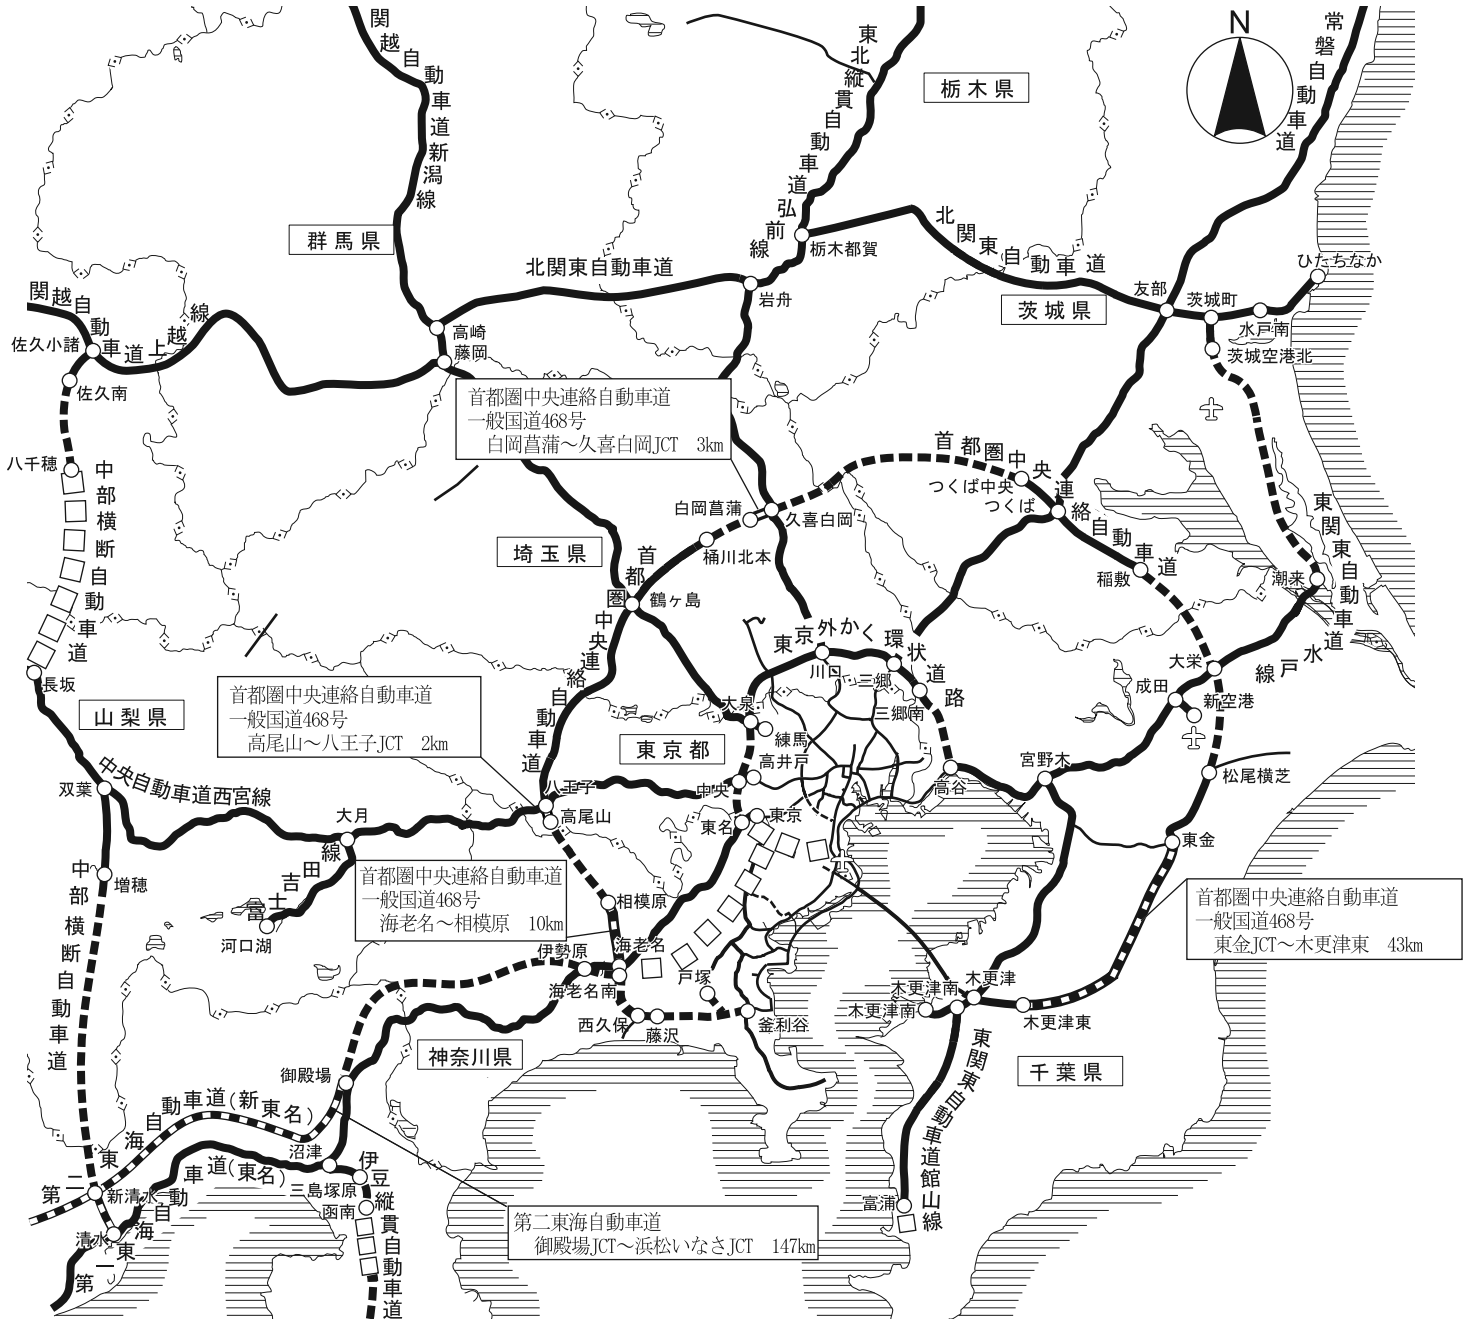 N
関越自動車道新潟線
東北縦貫自動車道弘前線
常磐自動車道
栃木県
群馬県
北関東自動車道
栃木都賀
北関東自動車道
岩舟
茨城県
友部
茨城町
ひたちなか
水戸南
茨城空港北
関越自動車道上越線
佐久小諸
佐久南
八千穂
高崎
藤岡
首都圏中央連絡自動車道
一般国道468号
白岡菖蒲～久喜白岡JCT 3km
中部横断自動車道
長坂
首都圏中央連絡自動車道
つくば中央
つくば
稲敷
白岡菖蒲
久喜白岡
桶川北本
埼玉県
首都圏中央連絡自動車道
鶴ヶ島
東関東自動車道水戸線
潮来
大栄
成田
新空港
東京外かく環状道路
川口
三郷
三郷南
大泉
練馬
高井戸
中央
東名
東京
高谷
宮野木
松尾横芝
東金
首都圏中央連絡自動車道
一般国道468号
高尾山～八王子JCT 2km
山梨県
東京都
双葉
中央自動車道西宮線
大月
八王子
高尾山
富士吉田線
河口湖
首都圏中央連絡自動車道
一般国道468号
海老名～相模原 10km
相模原
首都圏中央連絡自動車道
一般国道468号
東金JCT～木更津東 43km
中部横断自動車道
増穂
伊勢原
海老名
海老名南
戸塚
西久保
藤沢
釜利谷
木更津
木更津南
木更津南
木更津東
神奈川県
千葉県
御殿場
第二東海自動車道(新東名)
沼津
三島塚原
函南
伊豆縦貫自動車道
新清水
清水
第一東海自動車道(東名)
東関東自動車道館山線
富浦
第二東海自動車道
御殿場JCT～浜松いなさJCT 147km